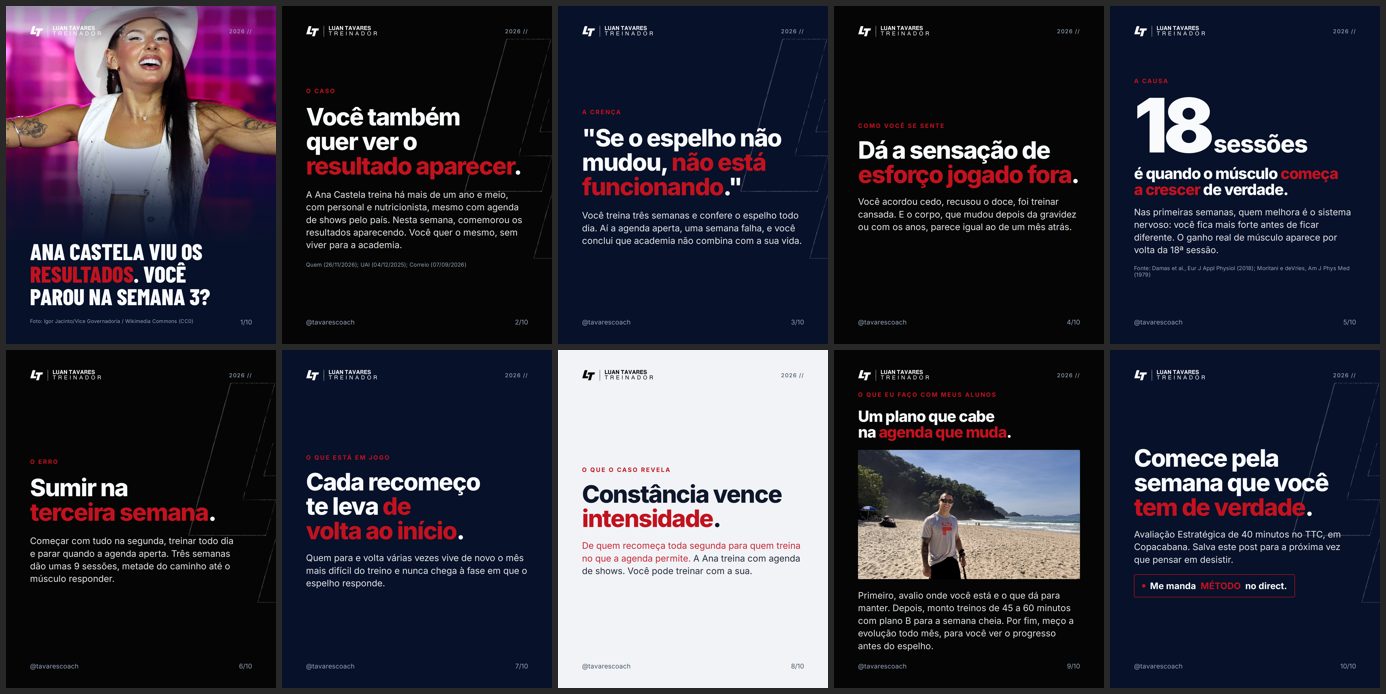 LT LUAN TAVARES
TREINADOR
2026 //
ANA CASTELA VIU OS
RESULTADOS. VOCÊ
PAROU NA SEMANA 3?
Foto: Igor Jacinto/Vice Governadoria / Wikimedia Commons (CC0)
1/10
LT LUAN TAVARES
TREINADOR
2026 //
O CASO
Você também
quer ver o
resultado aparecer.
A Ana Castela treina há mais de um ano e meio,
com personal e nutricionista, mesmo com agenda
de shows pelo país. Nesta semana, comemorou os
resultados aparecendo. Você quer o mesmo, sem
viver para a academia.
Quem (26/11/2026); UAI (04/12/2025); Correio (07/09/2026)
@tavarescoach
2/10
LT LUAN TAVARES
TREINADOR
2026 //
A CRENÇA
"Se o espelho não
mudou, não está
funcionando."
Você treina três semanas e confere o espelho todo
dia. Aí a agenda aperta, uma semana falha, e você
conclui que academia não combina com a sua vida.
@tavarescoach
3/10
LT LUAN TAVARES
TREINADOR
2026 //
COMO VOCÊ SE SENTE
Dá a sensação de
esforço jogado fora.
Você acordou cedo, recusou o doce, foi treinar
cansada. E o corpo, que mudou depois da gravidez
ou com os anos, parece igual ao de um mês atrás.
@tavarescoach
4/10
LT LUAN TAVARES
TREINADOR
2026 //
A CAUSA
18 sessões
é quando o músculo começa
a crescer de verdade.
Nas primeiras semanas, quem melhora é o sistema
nervoso: você fica mais forte antes de ficar
diferente. O ganho real de músculo aparece por
volta da 18ª sessão.
Fonte: Damas et al., Eur J Appl Physiol (2018); Moritani e deVries, Am J Phys Med
(1979)
@tavarescoach
5/10
LT LUAN TAVARES
TREINADOR
2026 //
O ERRO
Sumir na
terceira semana.
Começar com tudo na segunda, treinar todo dia
e parar quando a agenda aperta. Três semanas
dão umas 9 sessões, metade do caminho até o
músculo responder.
@tavarescoach
6/10
LT LUAN TAVARES
TREINADOR
2026 //
O QUE ESTÁ EM JOGO
Cada recomeço
te leva de
volta ao início.
Quem para e volta várias vezes vive de novo o mês
mais difícil do treino e nunca chega à fase em que o
espelho responde.
@tavarescoach
7/10
LT LUAN TAVARES
TREINADOR
2026 //
O QUE O CASO REVELA
Constância vence
intensidade.
De quem recomeça toda segunda para quem treina
no que a agenda permite. A Ana treina com agenda
de shows. Você pode treinar com a sua.
@tavarescoach
8/10
LT LUAN TAVARES
TREINADOR
2026 //
O QUE EU FAÇO COM MEUS ALUNOS
Um plano que cabe
na agenda que muda.
Primeiro, avalio onde você está e o que dá para
manter. Depois, monto treinos de 45 a 60 minutos
com plano B para a semana cheia. Por fim, meço a
evolução todo mês, para você ver o progresso
antes do espelho.
@tavarescoach
9/10
LT LUAN TAVARES
TREINADOR
2026 //
Comece pela
semana que você
tem de verdade.
Avaliação Estratégica de 40 minutos no TTC, em
Copacabana. Salva este post para a próxima vez
que pensar em desistir.
Me manda MÉTODO no direct.
@tavarescoach
10/10